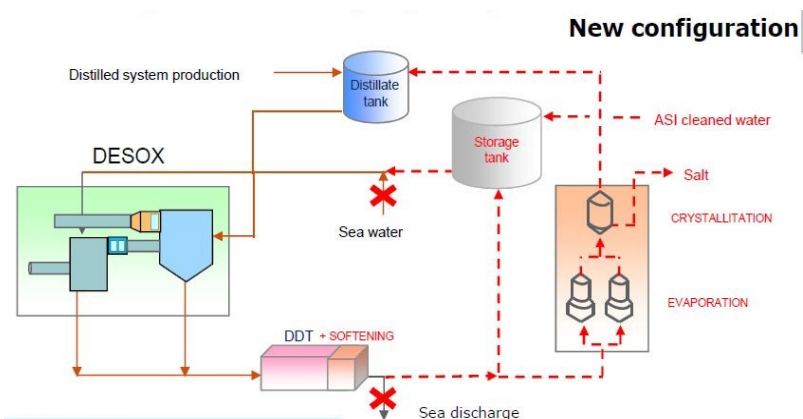 New configuration
Distilled system production
Distillate
tank
ASI cleaned water
Storage
tank
DESOX
Salt
CRYSTALLITATION
Sea water
EVAPORATION
DDT + SOFTENING
Sea discharge